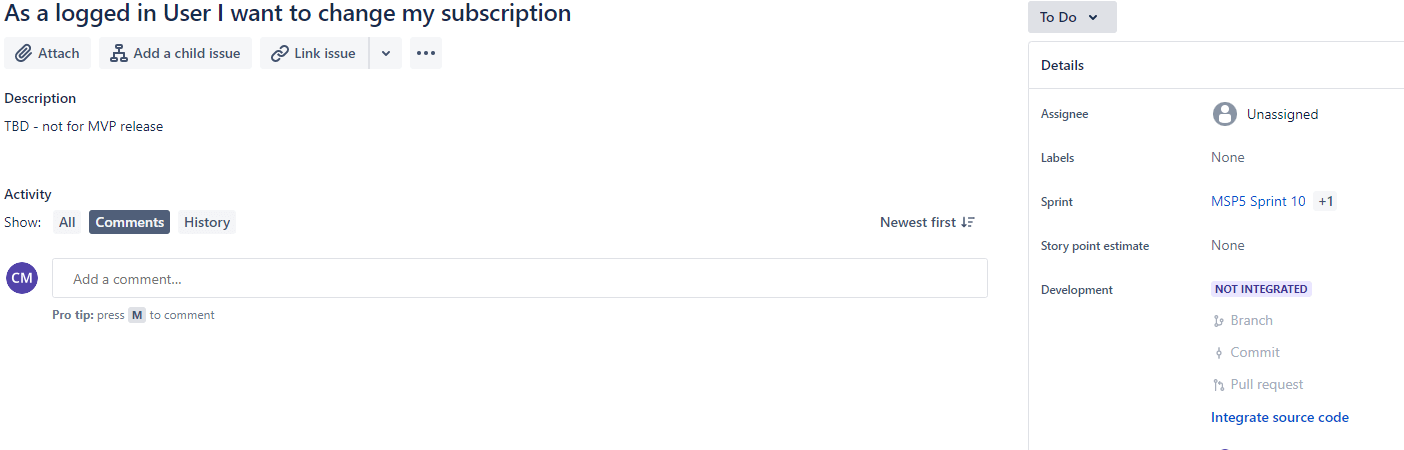 As a logged in User I want to change my subscription
Attach
Add a child issue
Link issue
Description
TBD - not for MVP release
Activity
Show:
All
Comments
History
Newest first
CM
Add a comment...
Pro tip: press M to comment
To Do
Details
Assignee
Unassigned
Labels
None
Sprint
MSP5 Sprint 10 +1
Story point estimate
None
Development
NOT INTEGRATED
Branch
Commit
Pull request
Integrate source code